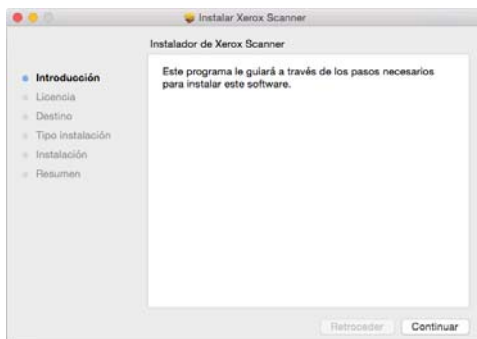 Instalar Xerox Scanner
Instalador de Xerox Scanner
Introducción
Licencia
Destino
Tipo instalación
Instalación
Resumen
Este programa le guiará a través de los pasos necesarios
para instalar este software.
Retroceder
Continuar